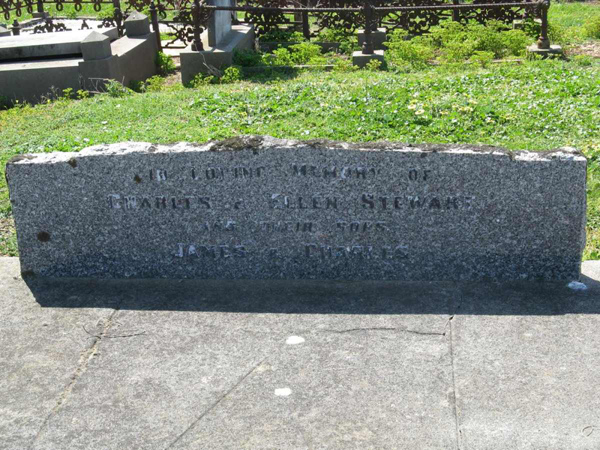 IN LOVING MEMORY OF
CHARLES & ELLEN STEWART
AND THEIR SONS
JAMES & CHARLES